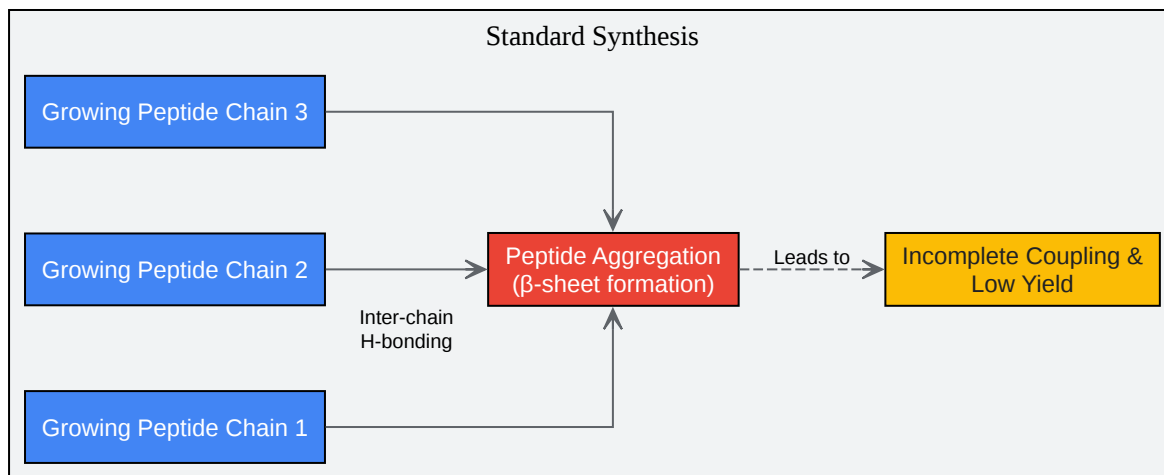 Standard Synthesis
Growing Peptide Chain 3
Growing Peptide Chain 2
Inter-chain
H-bonding
Peptide Aggregation
(β-sheet formation)
Leads to
Incomplete Coupling &
Low Yield
Growing Peptide Chain 1